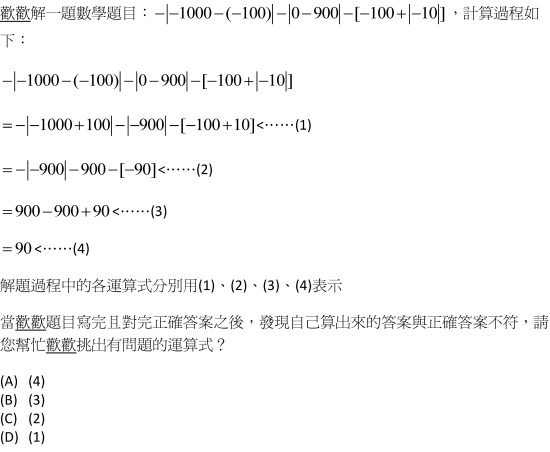 歡歡解一題數學題目：−|−1000−(−100)|−|0−900|−[−100+|−10|]，計算過程如
下：
−|−1000−(−100)|−|0−900|−[−100+|−10|]
=−|−1000+100|−|−900|−[−100+10]<⋯⋯(1)
=−|−900|−900−[−90]<⋯⋯(2)
=900−900+90<⋯⋯(3)
=90<⋯⋯(4)
解題過程中的各運算式分別用(1)、(2)、(3)、(4)表示
當歡歡題目寫完且對完正確答案之後，發現自己算出來的答案與正確答案不符，請
您幫忙歡歡挑出有問題的運算式？
(A) (4)
(B) (3)
(C) (2)
(D) (1)